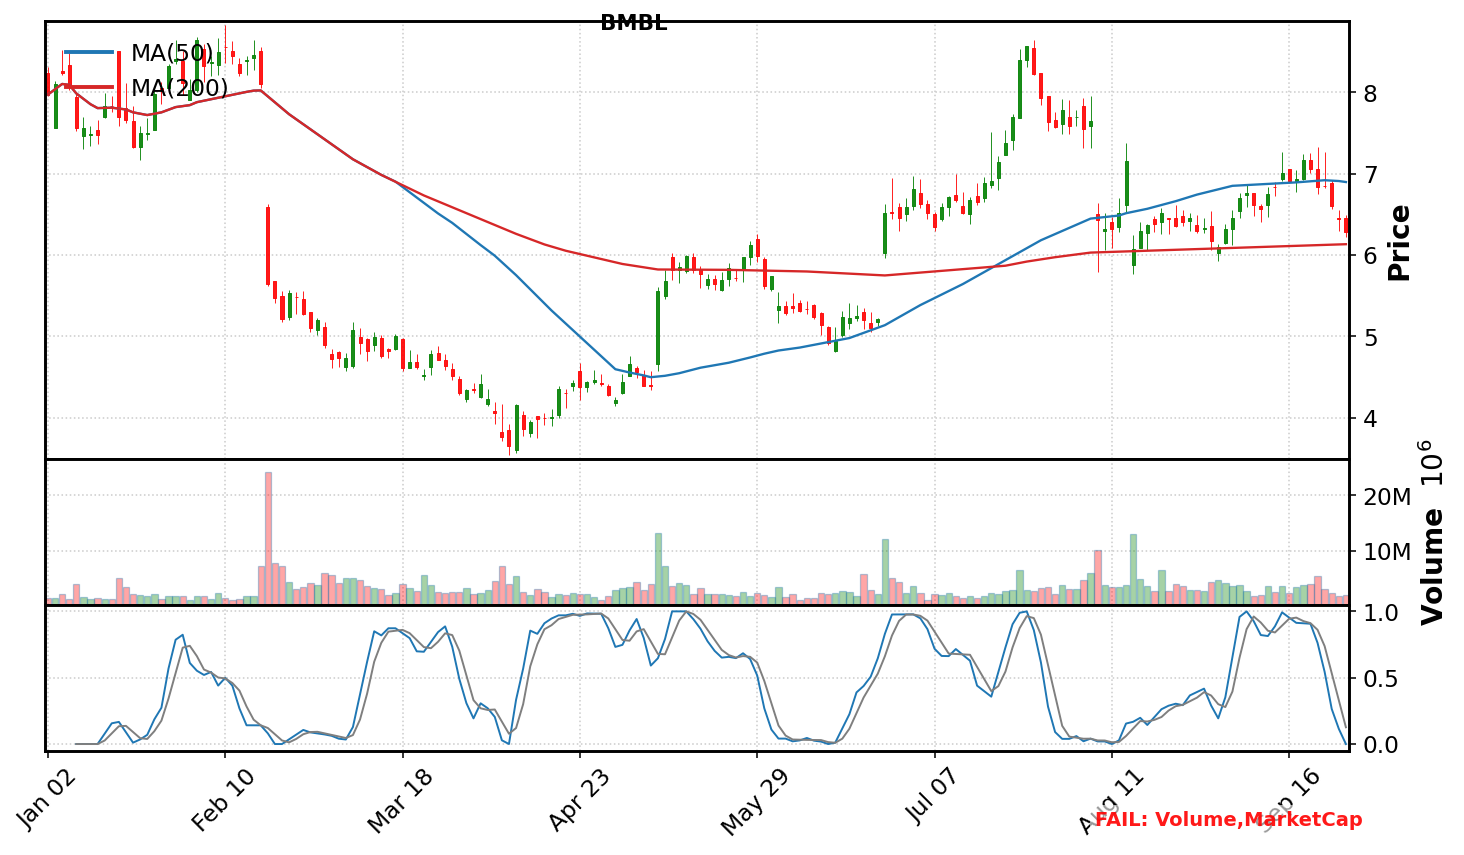 BMBL
MA(50)
MA(200)
8
7
6
5
4
Price
20M
10M
Volume 10^6
1.0
0.5
0.0
Jan 02
Feb 10
Mar 18
Apr 23
May 29
Jul 07
Aug 11
Sep 16
FAIL: Volume,MarketCap